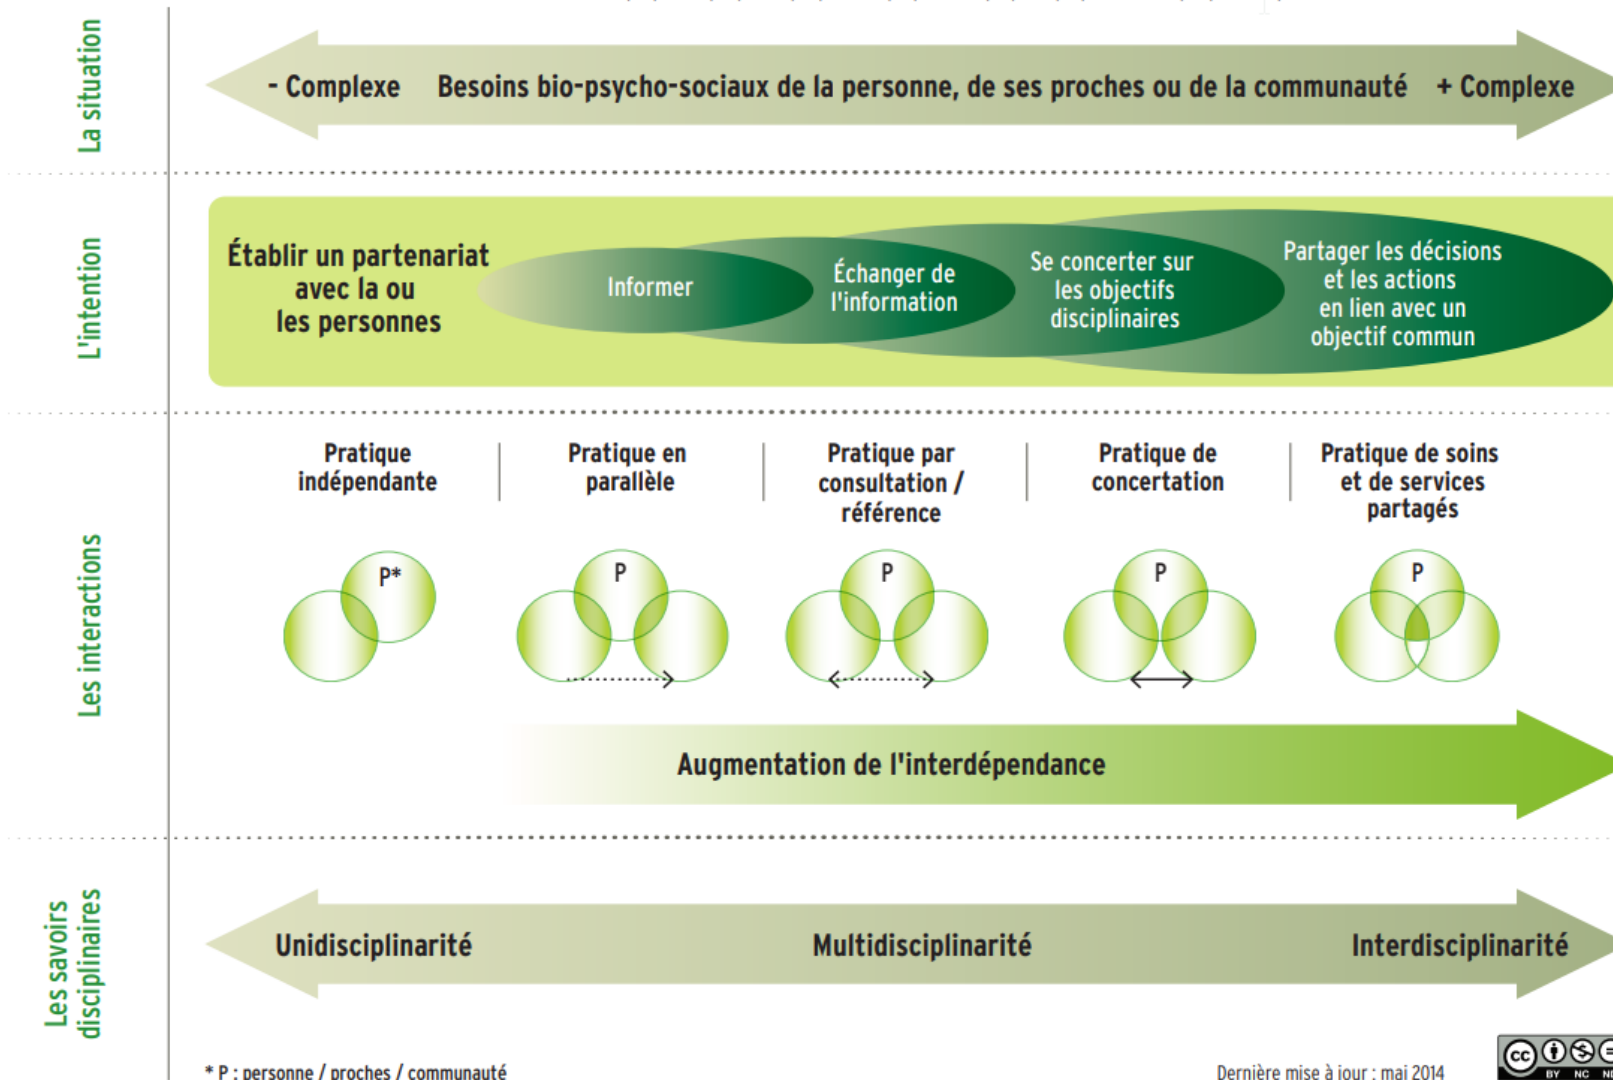 La situation
- Complexe Besoins bio-psycho-sociaux de la personne, de ses proches ou de la communauté + Complexe
L'intention
Établir un partenariat
avec la ou
les personnes
Informer
Échanger de
l'information
Se concerter sur
les objectifs
disciplinaires
Partager les décisions
et les actions
en lien avec un
objectif commun
Les interactions
Pratique
indépendante
Pratique en
parallèle
Pratique par
consultation /
référence
Pratique de
concertation
Pratique de soins
et de services
partagés
P*
P
P
P
P
Augmentation de l'interdépendance
Les savoirs
disciplinaires
Unidisciplinarité
Multidisciplinarité
Interdisciplinarité
* P : personne / proches / communauté
Dernière mise à jour : mai 2014
cc
BY NC